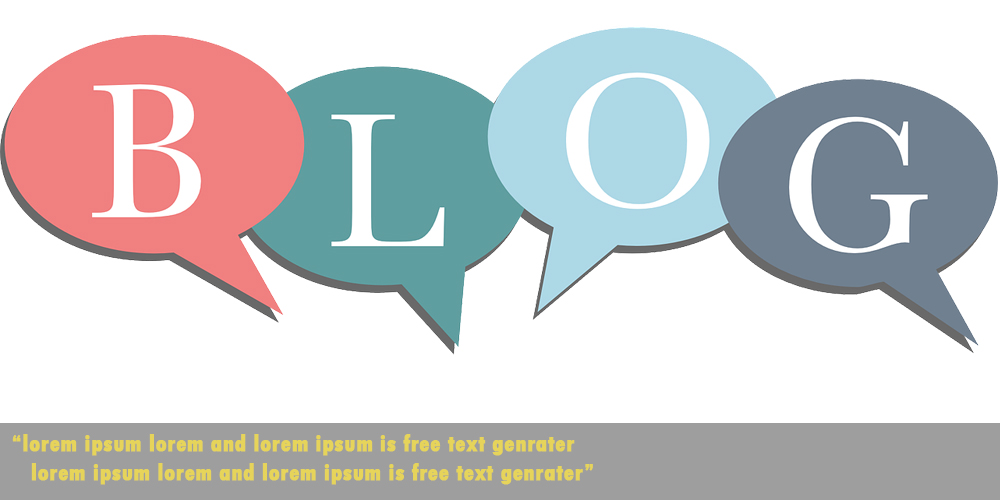 BLOG
“lorem ipsum lorem and lorem ipsum is free text genrater
lorem ipsum lorem and lorem ipsum is free text genrater”